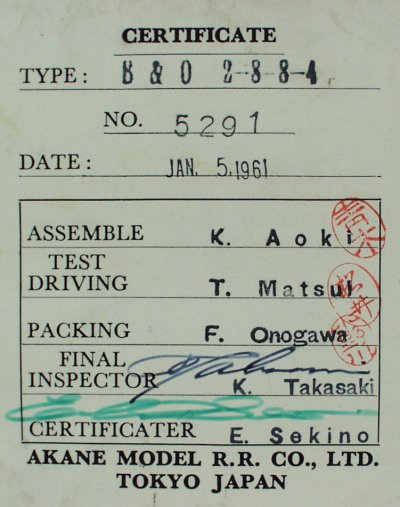 CERTIFICATE
TYPE: B & O 2-8-8-4
NO. 5291
DATE: JAN. 5, 1961
ASSEMBLE K. Aoki
TEST
DRIVING T. Matsui
PACKING F. Onogawa
FINAL
INSPECTOR K. Takasaki
CERTIFICATER E. Sekino
AKANE MODEL R.R. CO., LTD.
TOKYO JAPAN